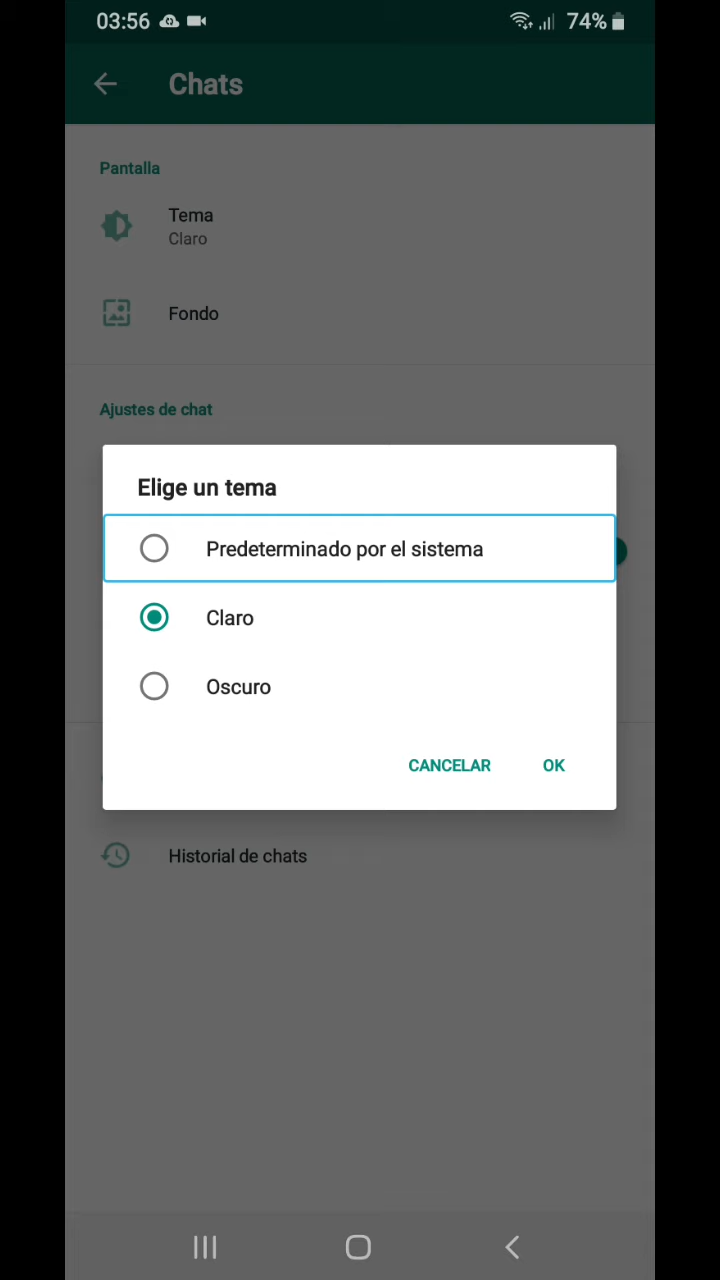 03:56
74%
Chats
Pantalla
Tema
Claro
Fondo
Ajustes de chat
Elige un tema
Predeterminado por el sistema
Claro
Oscuro
CANCELAR OK
Historial de chats